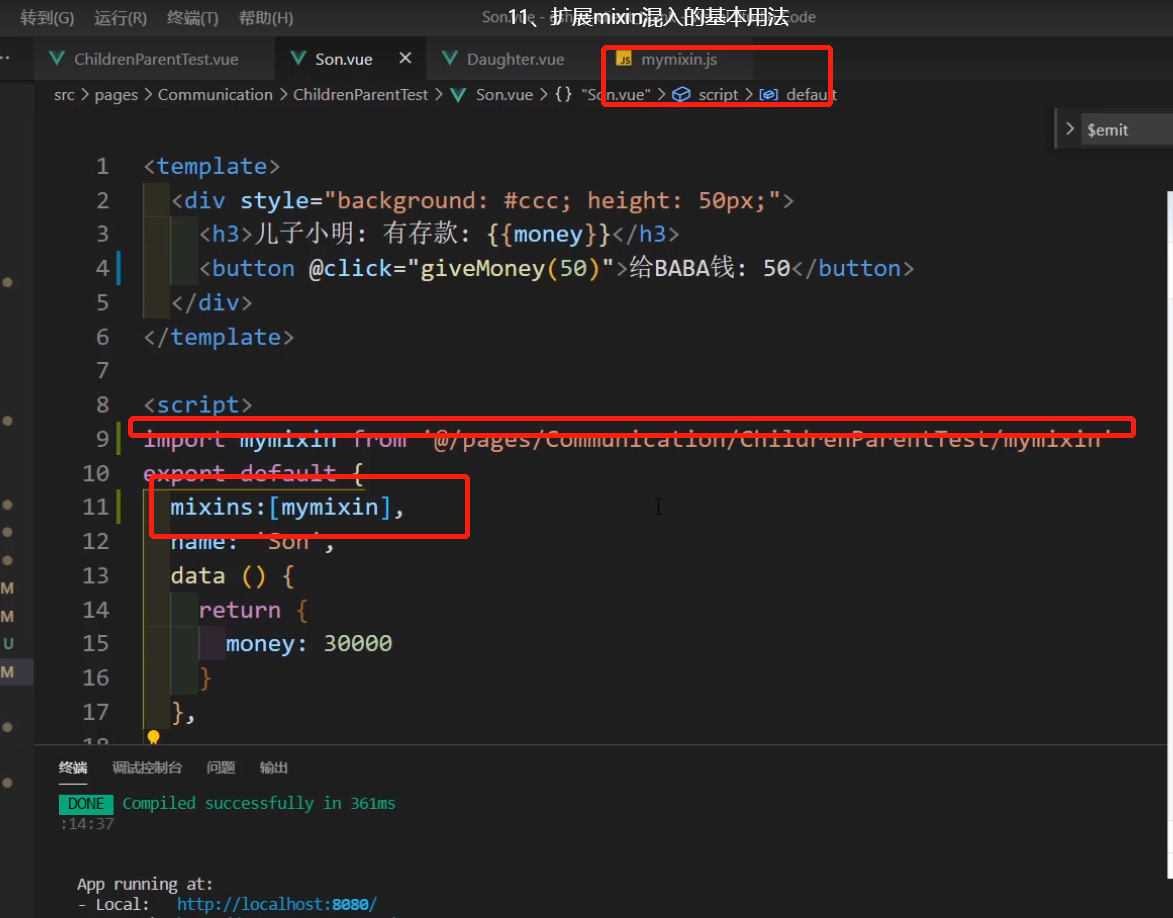 转到(G) 运行(R) 终端(T) 帮助(H)
11、扩展mixin混入的基本用法
ChildrenParentTest.vue Son.vue × Daughter.vue JS mymixin.js
src > pages > Communication > ChildrenParentTest > Son.vue > {} "Son.vue" > script > default
> $emit
1 <template>
2 <div style="background: #ccc; height: 50px;">
3 <h3>儿子小明: 有存款: {{money}}</h3>
4 <button @click="giveMoney(50)">给BABA钱: 50</button>
5 </div>
6 </template>
7
8 <script>
9 import mymixin from '@/pages/Communication/ChildrenParentTest/mymixin'
10 export default {
11 mixins:[mymixin],
12 name: 'Son',
13 data () {
14 return {
15 money: 30000
16 }
17 },
18
终端 调试控制台 问题 输出
DONE Compiled successfully in 361ms
:14:37
App running at:
- Local: http://localhost:8080/
M
M
U
M